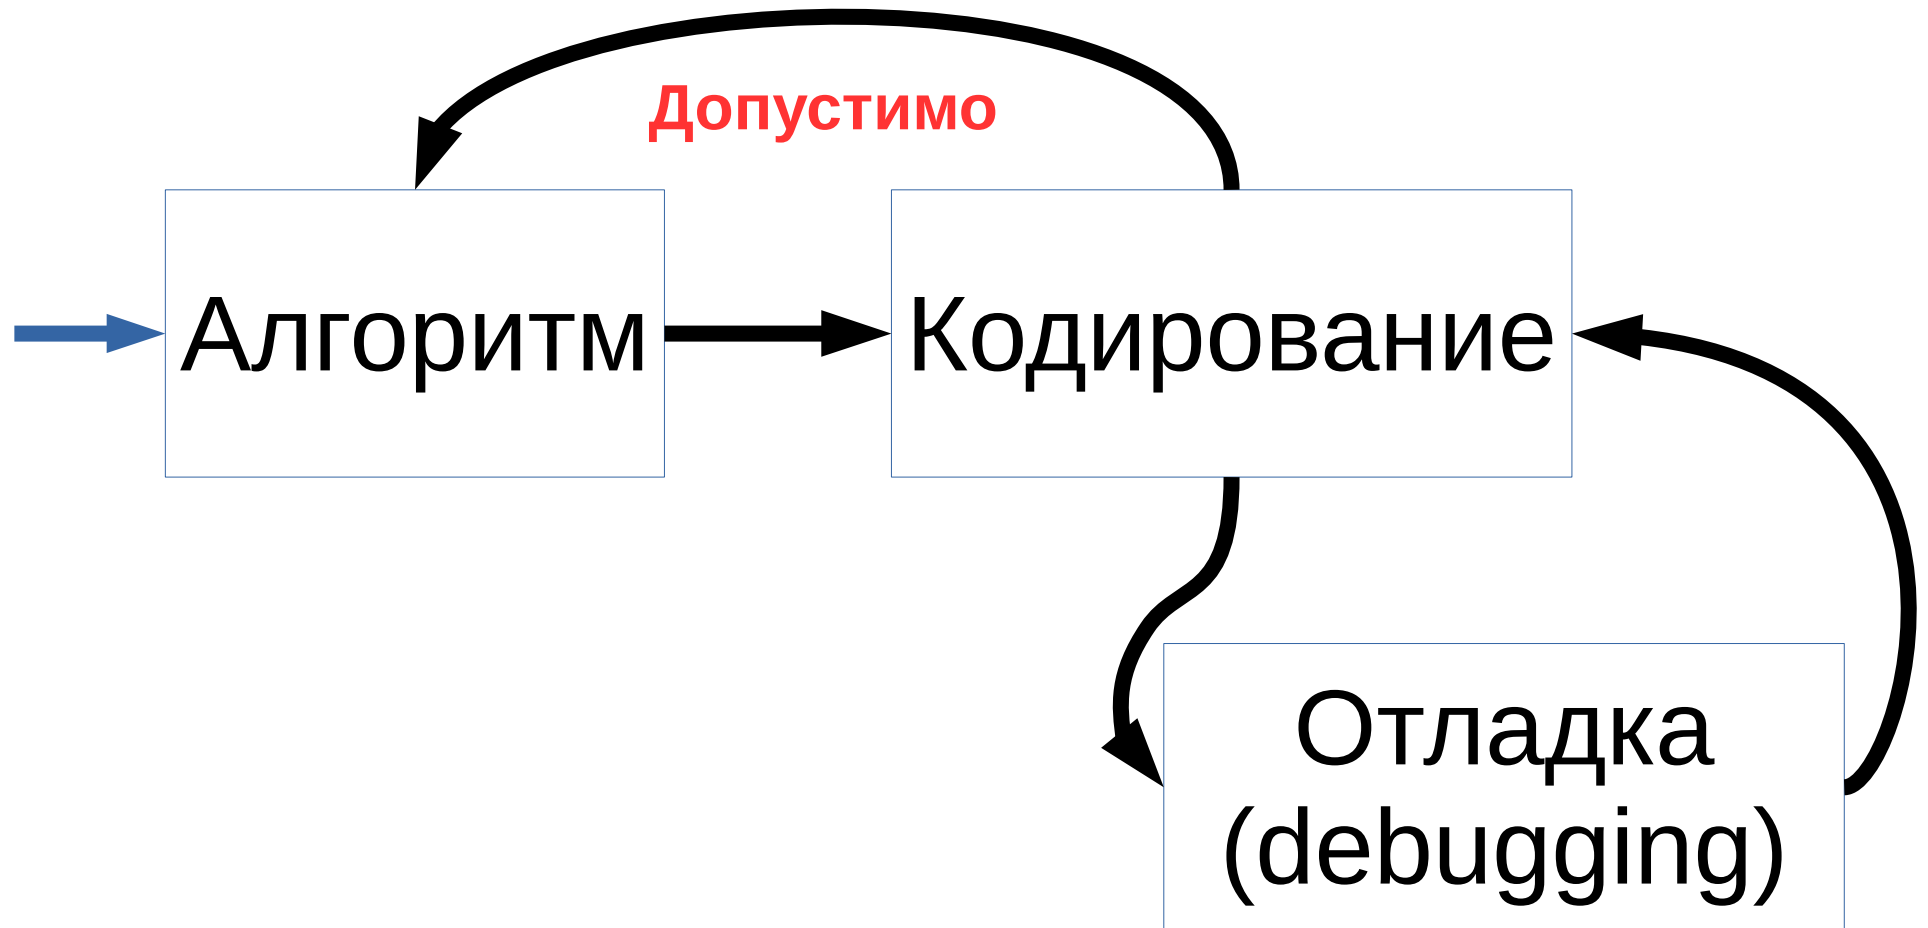 Допустимо
Алгоритм
Кодирование
Отладка
(debugging)